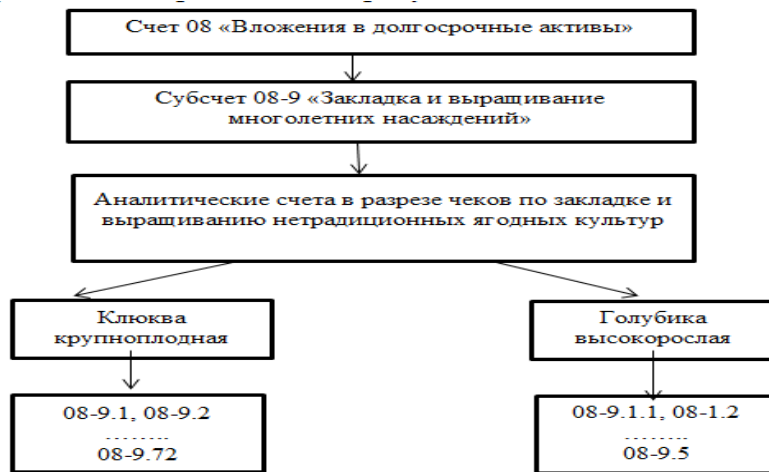 Счет 08 «Вложения в долгосрочные активы»
Субсчет 08-9 «Закладка и выращивание
многолетних насаждений»
Аналитические счета в разрезе чеков по закладке и
выращиванию нетрадиционных ягодных культур
Клюква
крупноплодная
Голубика
высокорослая
08-9.1, 08-9.2
........
08-9.72
08-9.1.1, 08-1.2
........
08-9.5